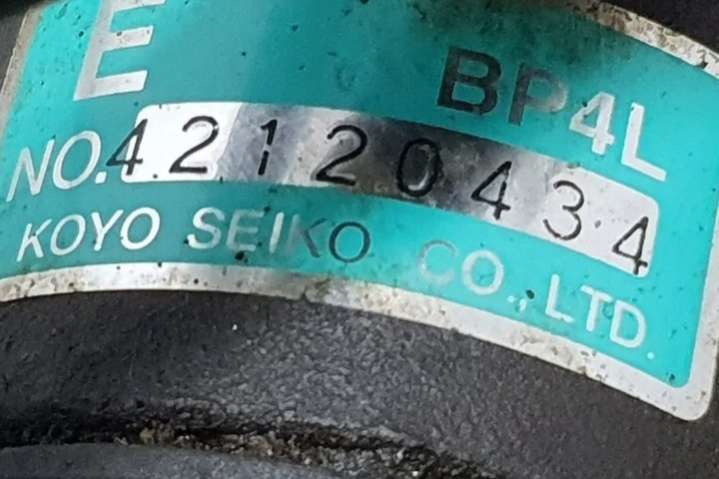 E BP4L
NO.42120434
KOYO SEIKO CO., LTD.